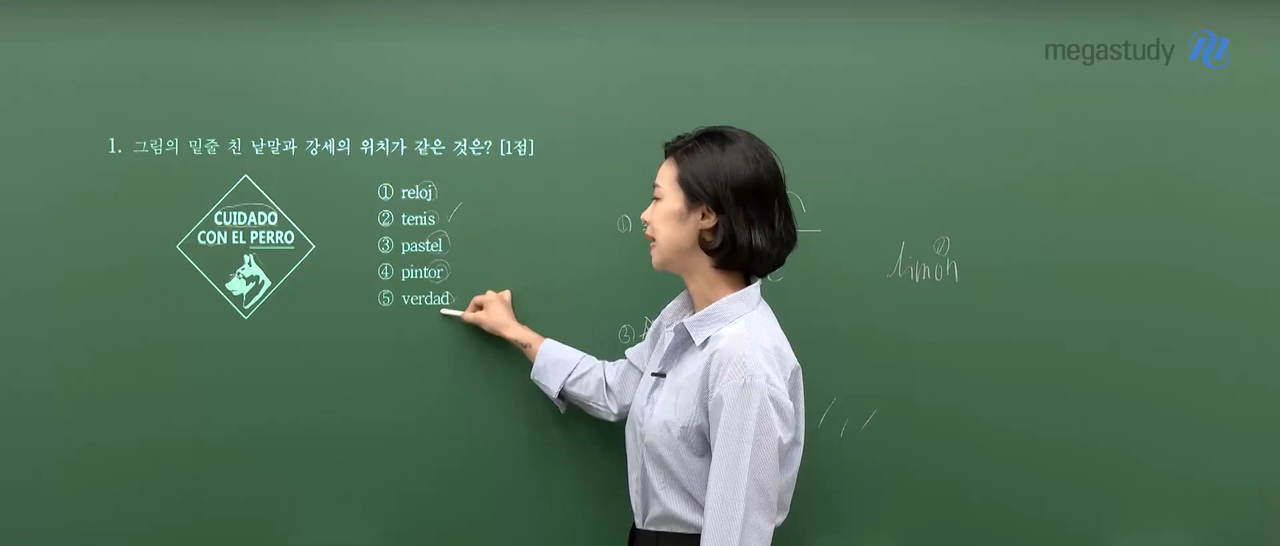 megastudy
1. 그림의 밑줄 친 낱말과 강세의 위치가 같은 것은? [1점]
CUIDADO
CON EL PERRO
① reloj
② tenis
③ pastel
④ pintor
⑤ verdad
①
③
limón